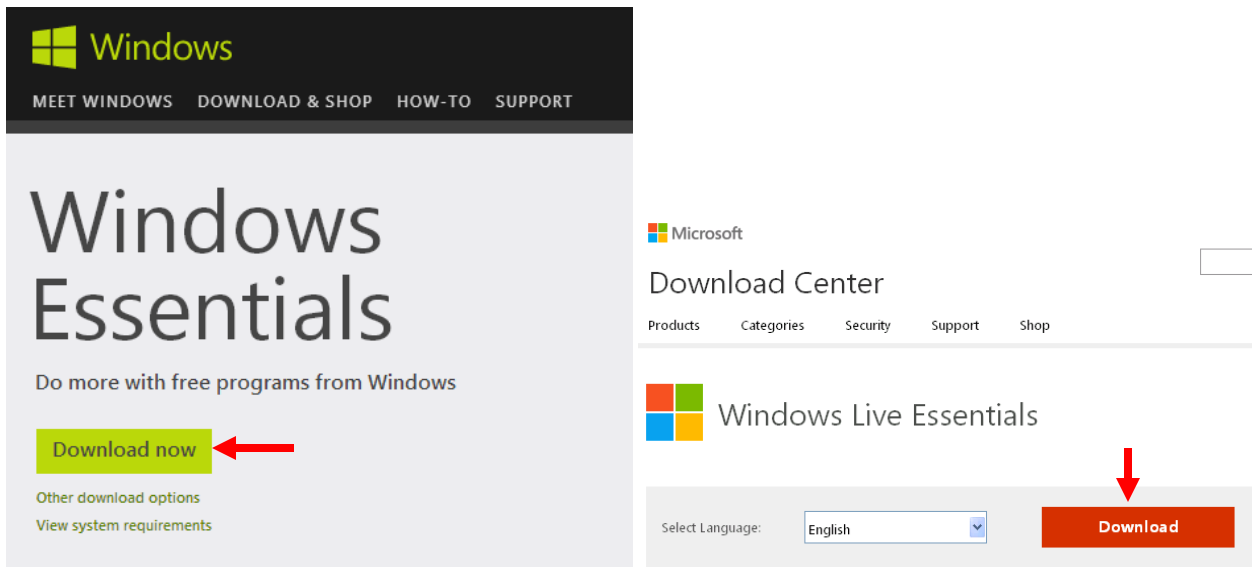 Windows
MEET WINDOWS DOWNLOAD & SHOP HOW-TO SUPPORT
Windows
Essentials
Do more with free programs from Windows
Download now
Other download options
View system requirements
Microsoft
Download Center
Products Categories Security Support Shop
Windows Live Essentials
Select Language: English Download